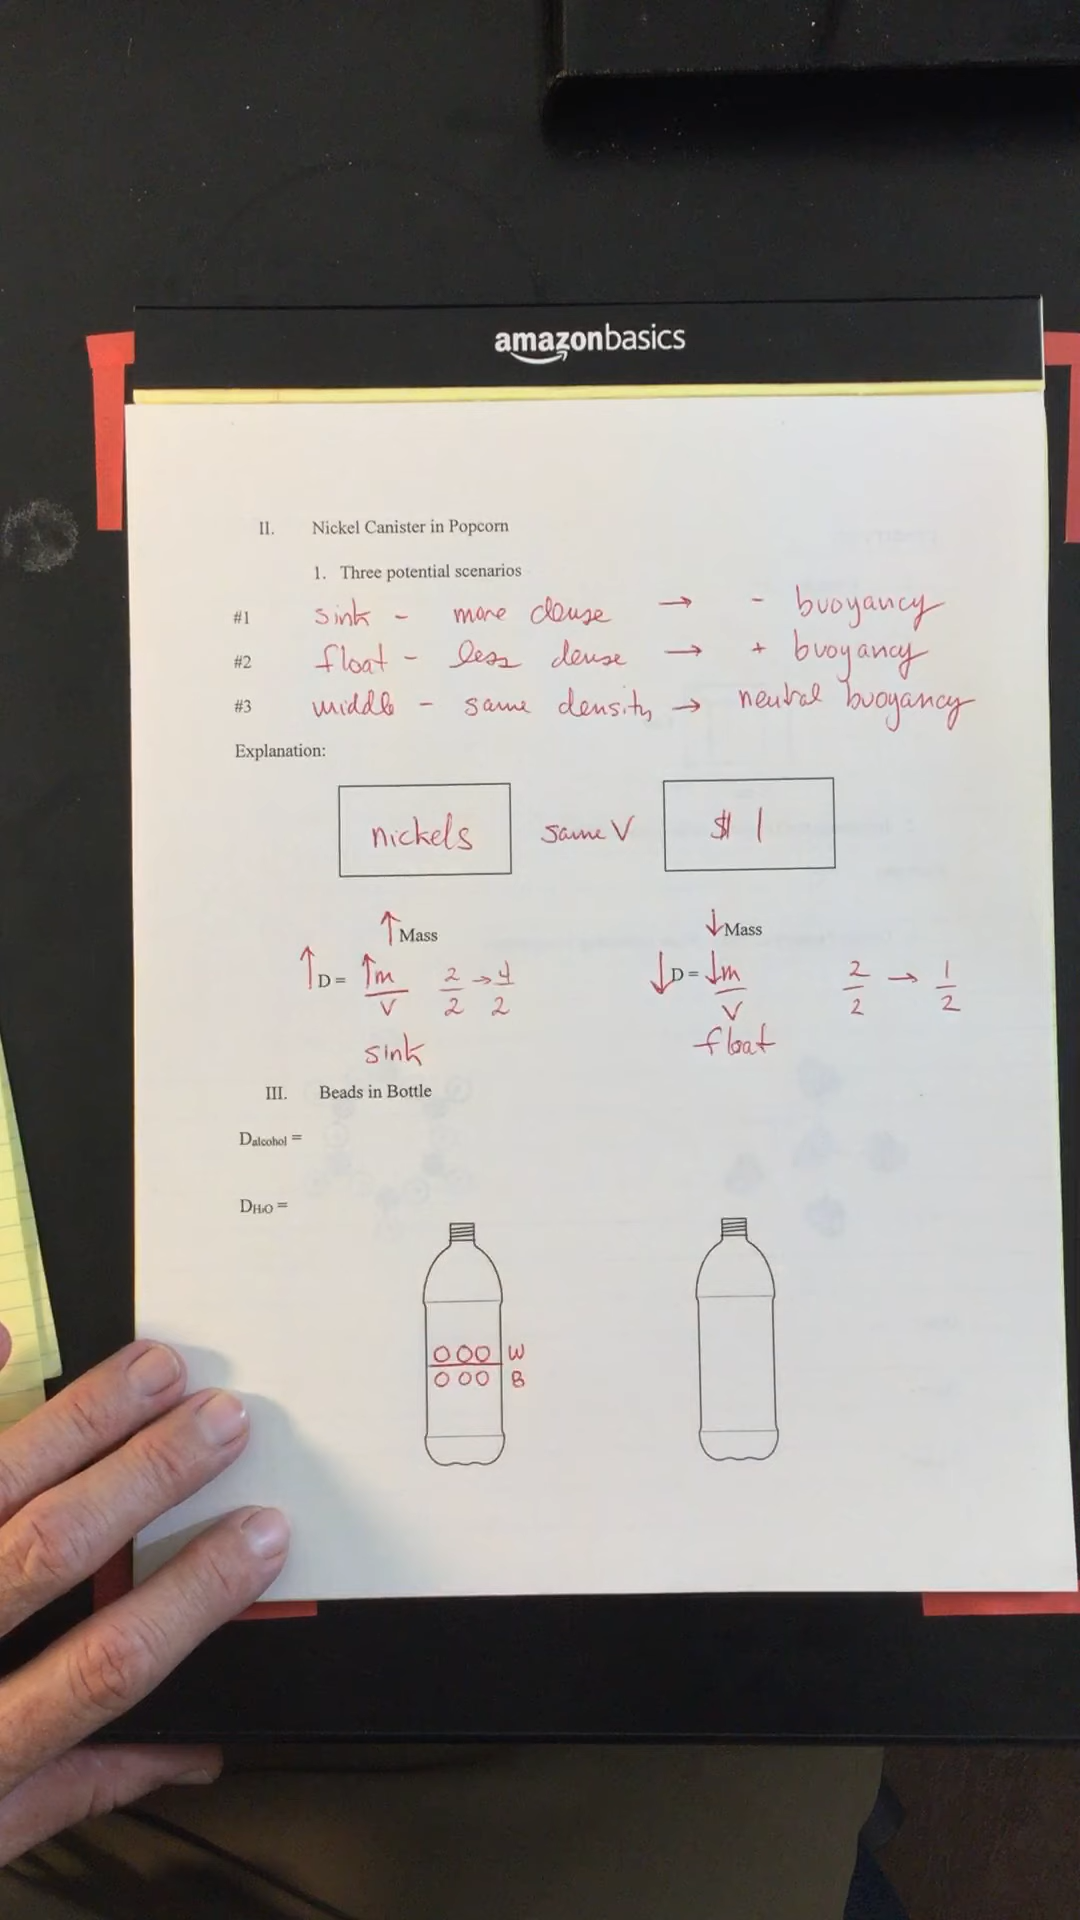 amazonbasics
II. Nickel Canister in Popcorn
1. Three potential scenarios
#1 sink - more dense → - buoyancy
#2 float - less dense → + buoyancy
#3 middle - same density → neutral buoyancy
Explanation:
nickels same V $ 1
↑ Mass ↓ Mass
↑ D = ↑m/V 2/2 → 4/2 ↓ D = ↓m/V 2/2 → 1/2
sink float
III. Beads in Bottle
Dalcohol =
DH₂O =
000 W
000 B